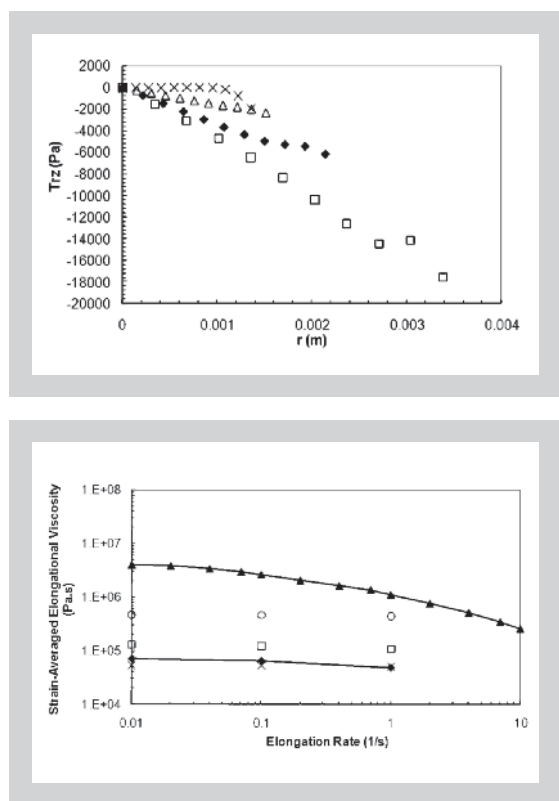 2000
0
-2000
-4000
-6000
-8000
-10000
-12000
-14000
-16000
-18000
-20000
Trz (Pa)
0 0.001 0.002 0.003 0.004
r (m)
1 E+08
1 E+07
1 E+06
1 E+05
1 E+04
Strain-Averaged Elongational Viscosity
(Pa.s)
0.01 0.1 1 10
Elongation Rate (1/s)